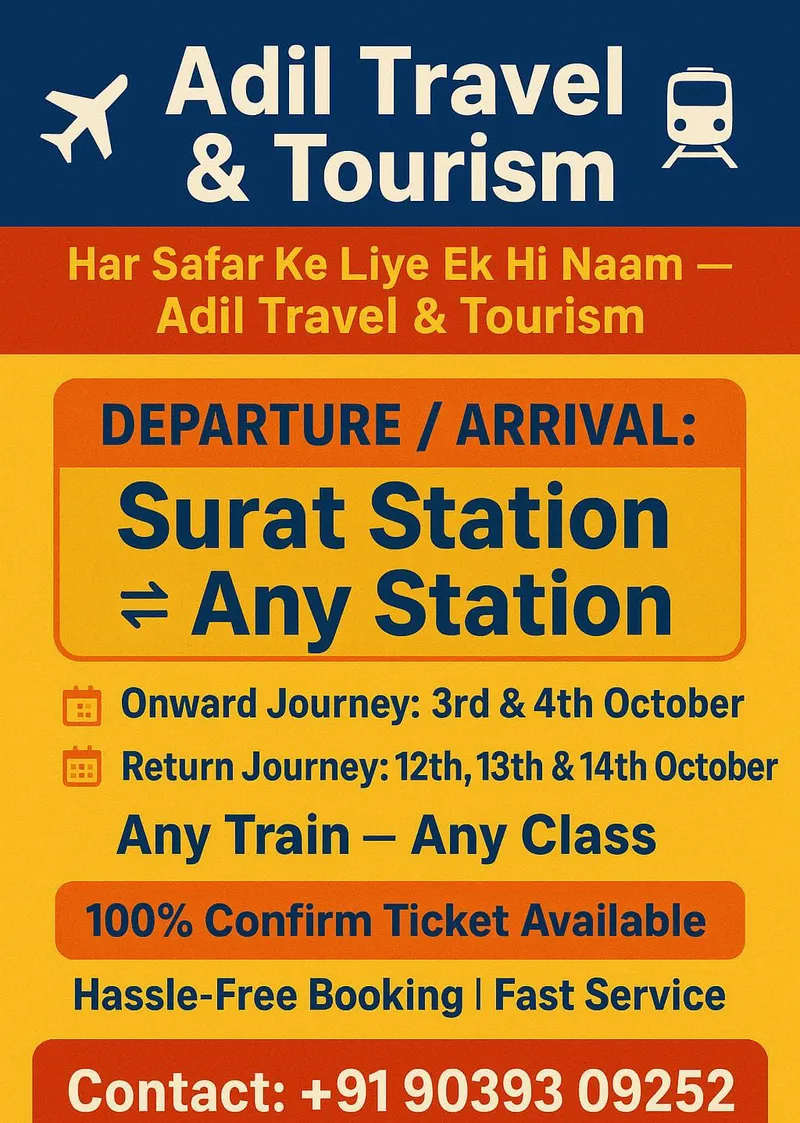 Adil Travel
& Tourism
Har Safar Ke Liye Ek Hi Naam —
Adil Travel & Tourism
DEPARTURE / ARRIVAL:
Surat Station
⇌ Any Station
Onward Journey: 3rd & 4th October
Return Journey: 12th, 13th & 14th October
Any Train — Any Class
100% Confirm Ticket Available
Hassle-Free Booking | Fast Service
Contact: +91 90393 09252